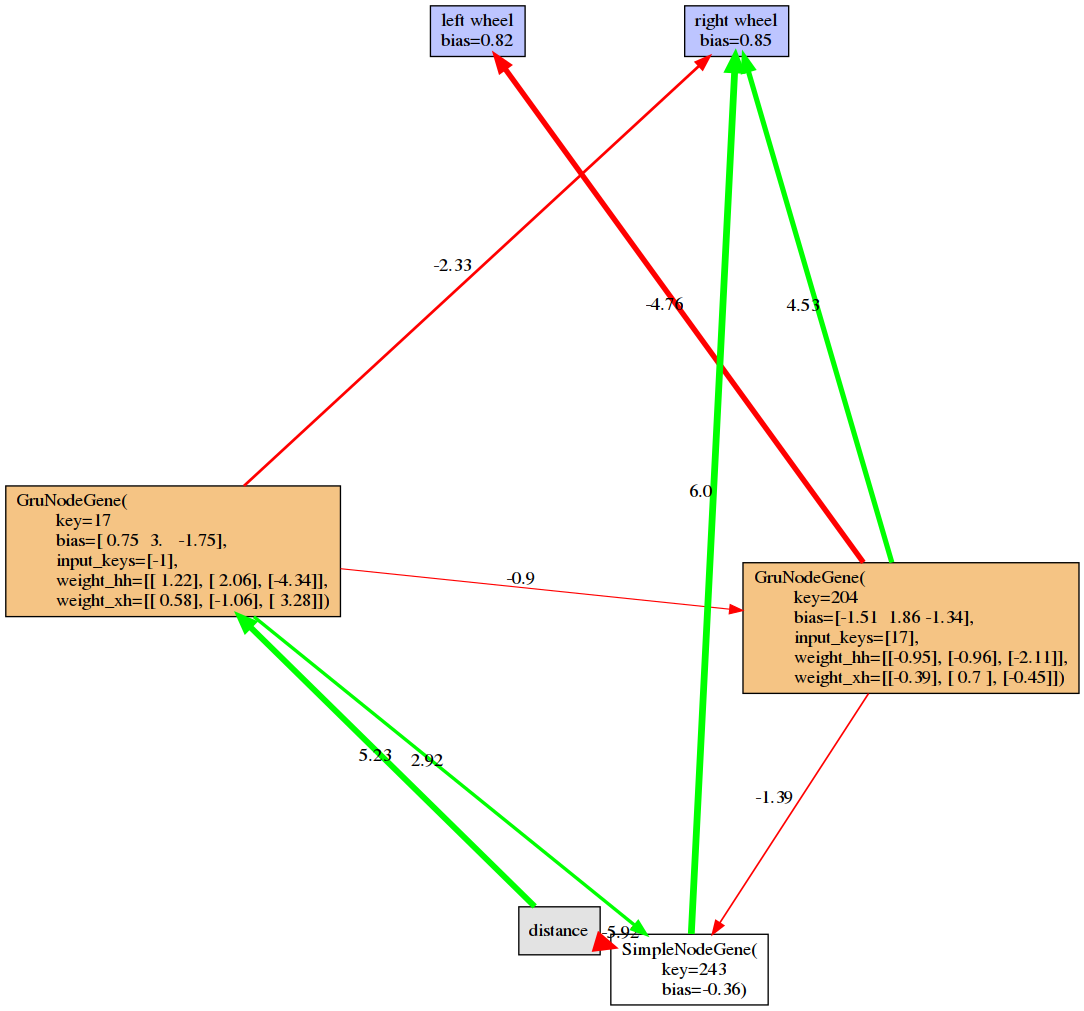 left wheel
bias=0.82
right wheel
bias=0.85
-2.33
-4.76
4.53
6.0
GruNodeGene(
key=17
bias=[ 0.75 3. -1.75],
input_keys=[-1],
weight_hh=[[ 1.22], [ 2.06], [-4.34]],
weight_xh=[[ 0.58], [-1.06], [ 3.28]])
-0.9
GruNodeGene(
key=204
bias=[-1.51 1.86 -1.34],
input_keys=[17],
weight_hh=[[-0.95], [-0.96], [-2.11]],
weight_xh=[[-0.39], [ 0.7 ], [-0.45]])
5.23
2.92
-1.39
distance
-5.92
SimpleNodeGene(
key=243
bias=-0.36)